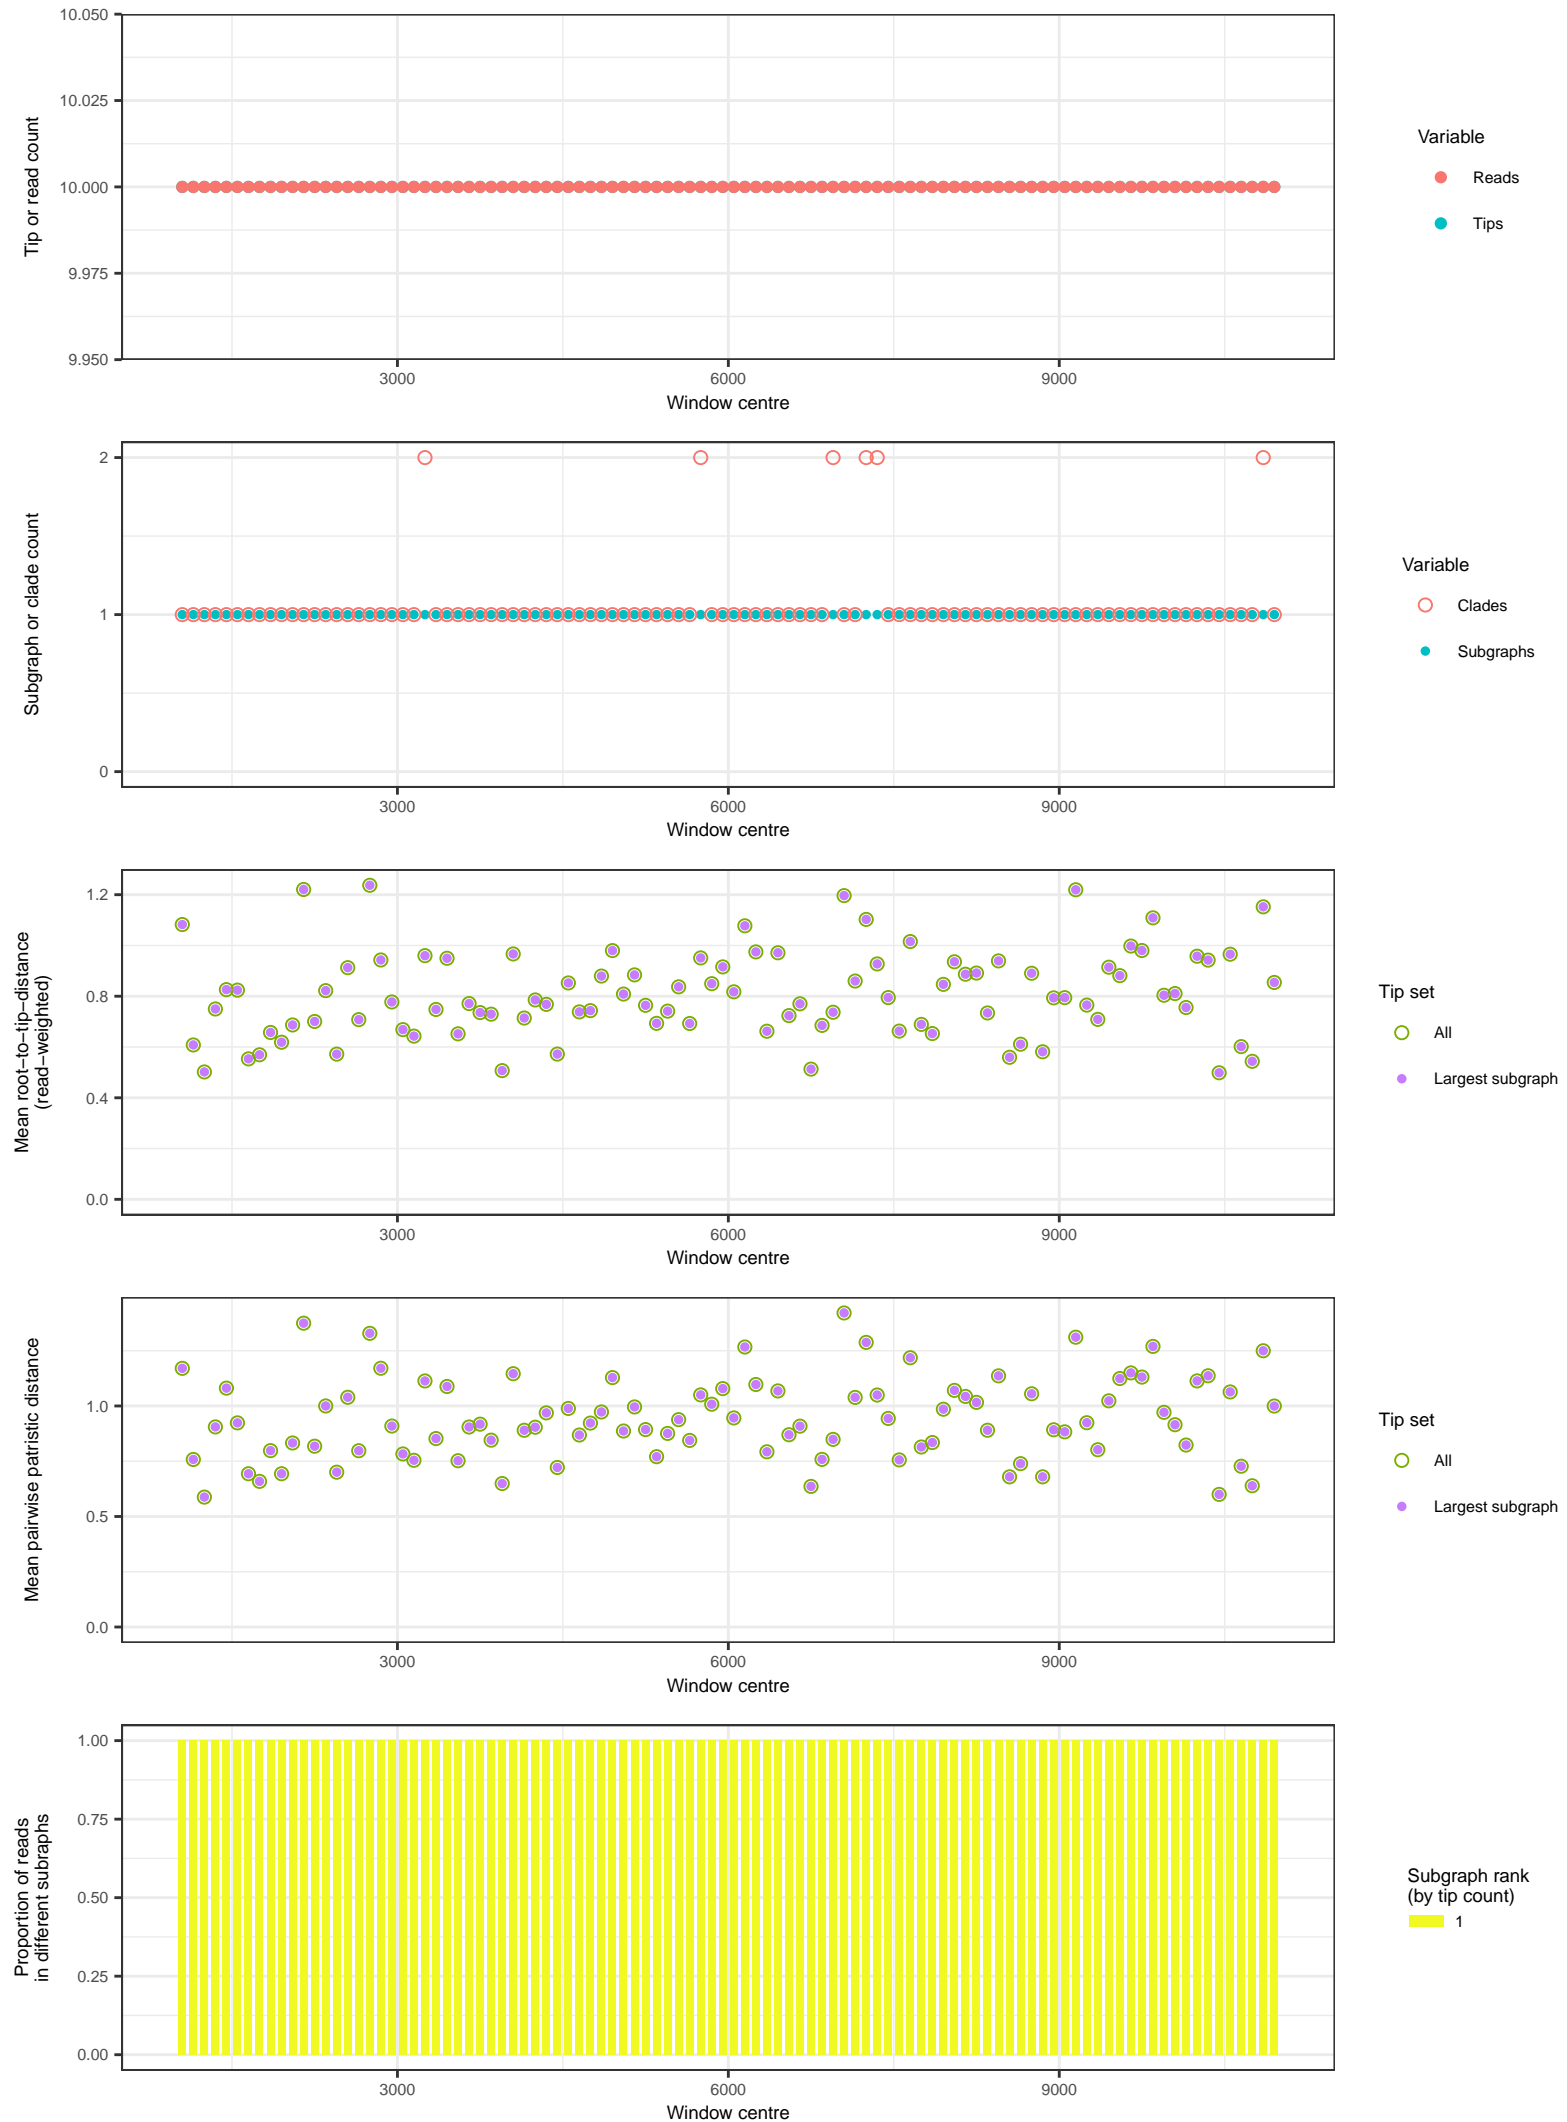 10.050
10.025
10.000
9.975
9.950
Tip or read count
3000
6000
9000
Window centre
Variable
Reads
Tips
2
1
0
Subgraph or clade count
3000
6000
9000
Window centre
Variable
Clades
Subgraphs
1.2
0.8
0.4
0.0
Mean root−to−tip−distance
(read−weighted)
3000
6000
9000
Window centre
Tip set
All
Largest subgraph
1.0
0.5
0.0
Mean pairwise patristic distance
3000
6000
9000
Window centre
Tip set
All
Largest subgraph
1.00
0.75
0.50
0.25
0.00
Proportion of reads
in different subraphs
3000
6000
9000
Window centre
Subgraph rank
(by tip count)
1